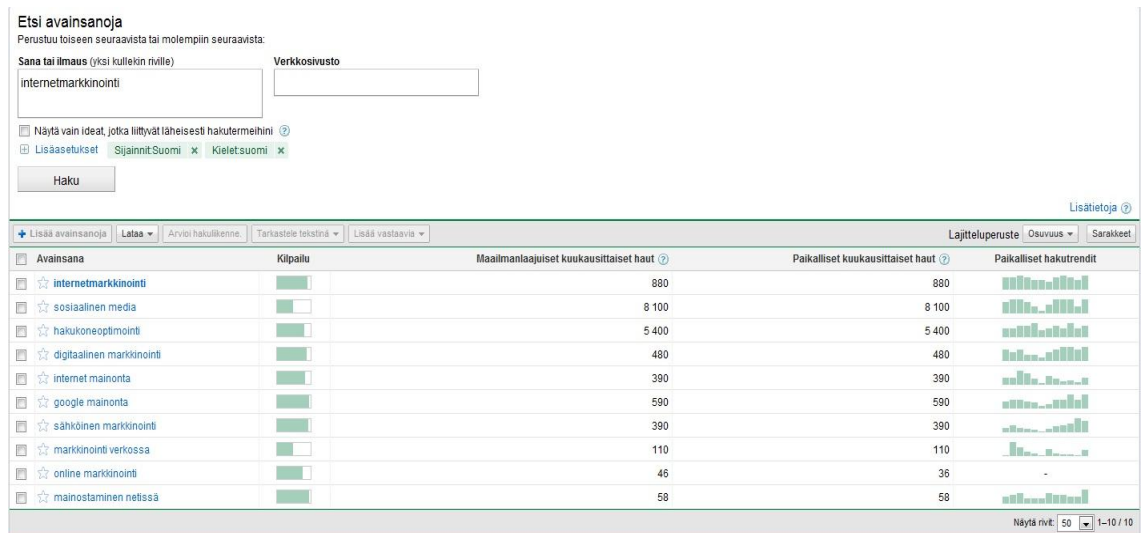 Etsi avainsanoja
Perustuu toiseen seuraavista tai molempiin seuraavista:
Sana tai ilmaus (yksi kullekin riville) Verkkosivusto
internetmarkkinointi
Näytä vain ideat, jotka liittyvät läheisesti hakutermeihini ?
Lisäasetukset Sijainnit:Suomi × Kielet:suomi ×
Haku
Lisätietoja ?
+ Lisää avainsanoja Lataa Arvioi hakuliikenne. Tarkastele tekstinä Lisää vastaavia Lajitteluperuste Osuvuus Sarakkeet
Avainsana Kilpailu Maailmanlaajuiset kuukausittaiset haut ? Paikalliset kuukausittaiset haut ? Paikalliset hakutrendit
internetmarkkinointi 880 880
sosiaalinen media 8 100 8 100
hakukoneoptimointi 5 400 5 400
digitaalinen markkinointi 480 480
internet mainonta 390 390
google mainonta 590 590
sähköinen markkinointi 390 390
markkinointi verkossa 110 110
online markkinointi 46 36 -
mainostaminen netissä 58 58
Näytä rivit: 50 1–10 / 10